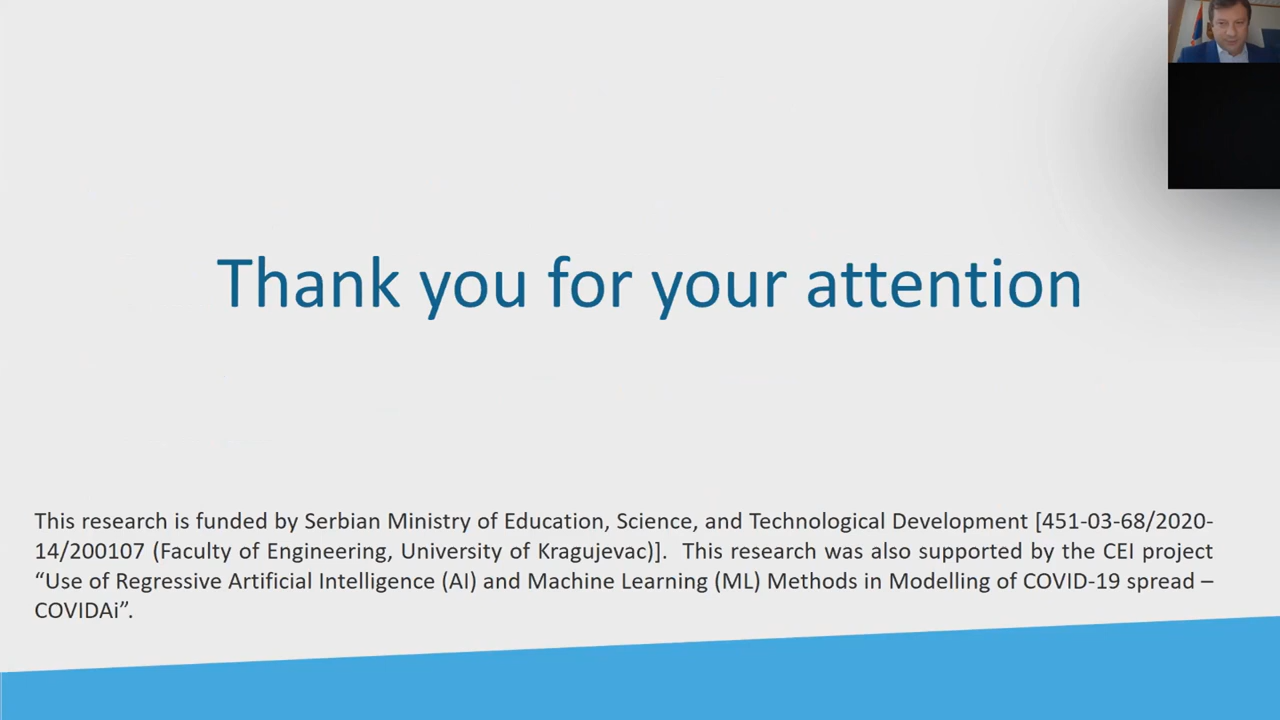 Thank you for your attention
This research is funded by Serbian Ministry of Education, Science, and Technological Development [451-03-68/2020-
14/200107 (Faculty of Engineering, University of Kragujevac)]. This research was also supported by the CEI project
“Use of Regressive Artificial Intelligence (AI) and Machine Learning (ML) Methods in Modelling of COVID-19 spread –
COVIDAi”.